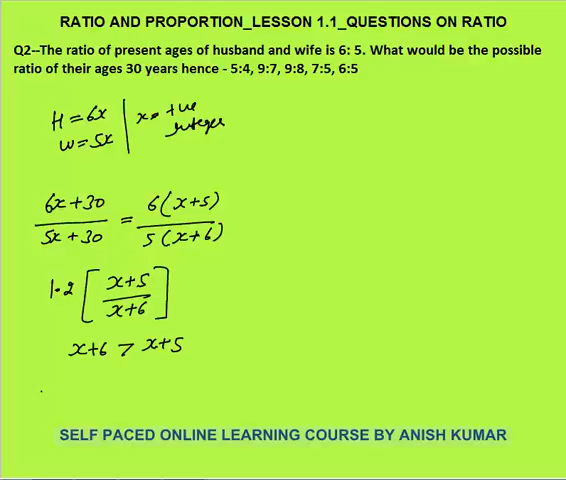 RATIO AND PROPORTION_LESSON 1.1_QUESTIONS ON RATIO
Q2--The ratio of present ages of husband and wife is 6: 5. What would be the possible
ratio of their ages 30 years hence - 5:4, 9:7, 9:8, 7:5, 6:5
H = 6x | x → +ve
W = 5x | integer
6x + 30 / 5x + 30 = 6(x+5) / 5(x+6)
1.2 [ x+5 / x+6 ]
x+6 > x+5
SELF PACED ONLINE LEARNING COURSE BY ANISH KUMAR